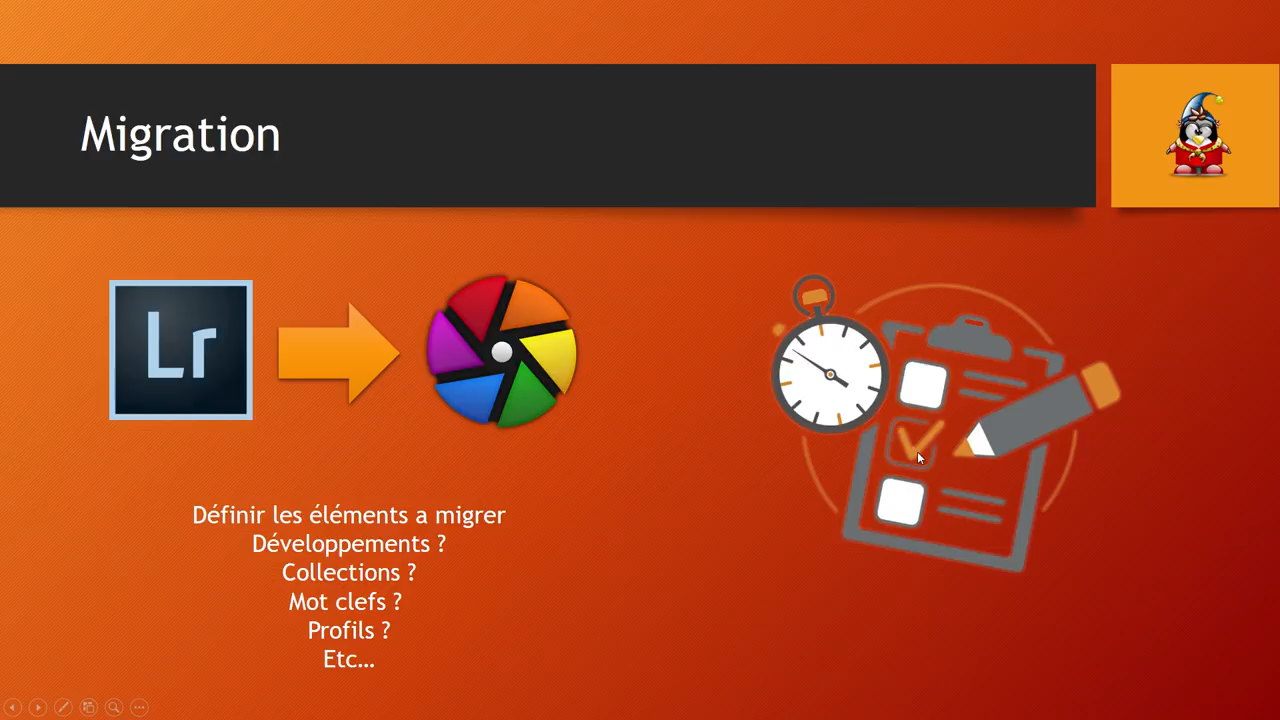 Migration
Lr
Définir les éléments a migrer
Développements ?
Collections ?
Mot clefs ?
Profils ?
Etc…